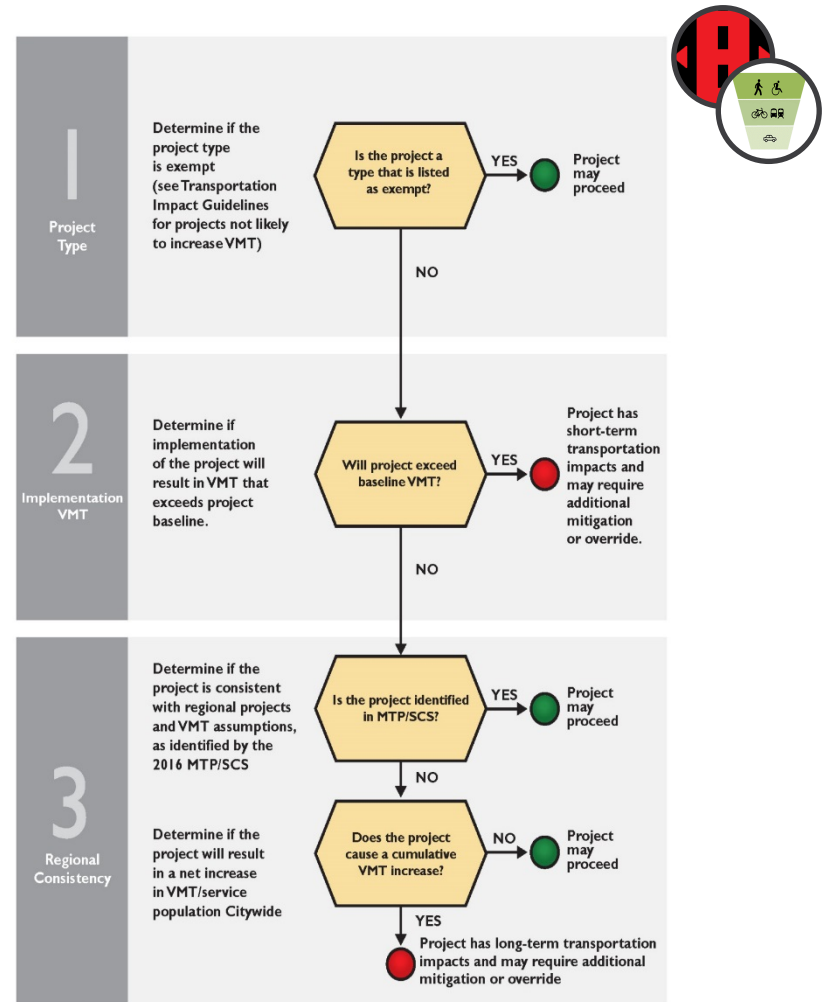 1
Project
Type
Determine if the
project type
is exempt
(see Transportation
Impact Guidelines
for projects not likely
to increase VMT)
Is the project a
type that is listed
as exempt?
YES
Project
may
proceed
NO
2
Implementation
VMT
Determine if
implementation
of the project will
result in VMT that
exceeds project
baseline.
Will project exceed
baseline VMT?
YES
Project has
short-term
transportation
impacts and
may require
additional
mitigation
or override.
NO
3
Regional
Consistency
Determine if the
project is consistent
with regional projects
and VMT assumptions,
as identified by the
2016 MTP/SCS
Is the project identified
in MTP/SCS?
YES
Project
may
proceed
NO
Determine if the
project will result
in a net increase
in VMT/service
population Citywide
Does the project
cause a cumulative
VMT increase?
NO
Project
may
proceed
YES
Project has long-term transportation
impacts and may require additional
mitigation or override